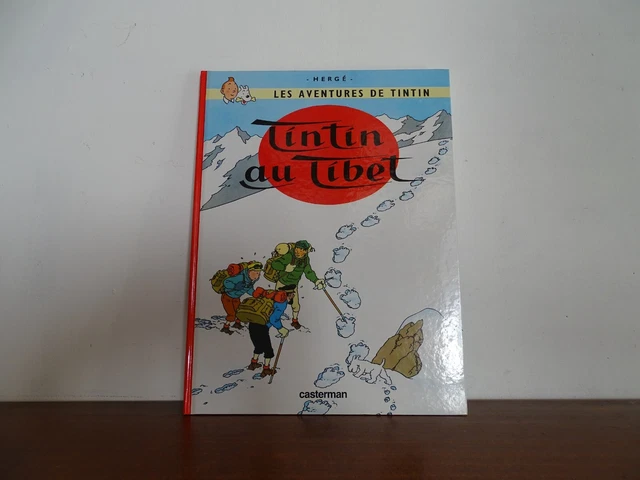 - HERGÉ -
LES AVENTURES DE TINTIN
Tintin
au Tibet
casterman